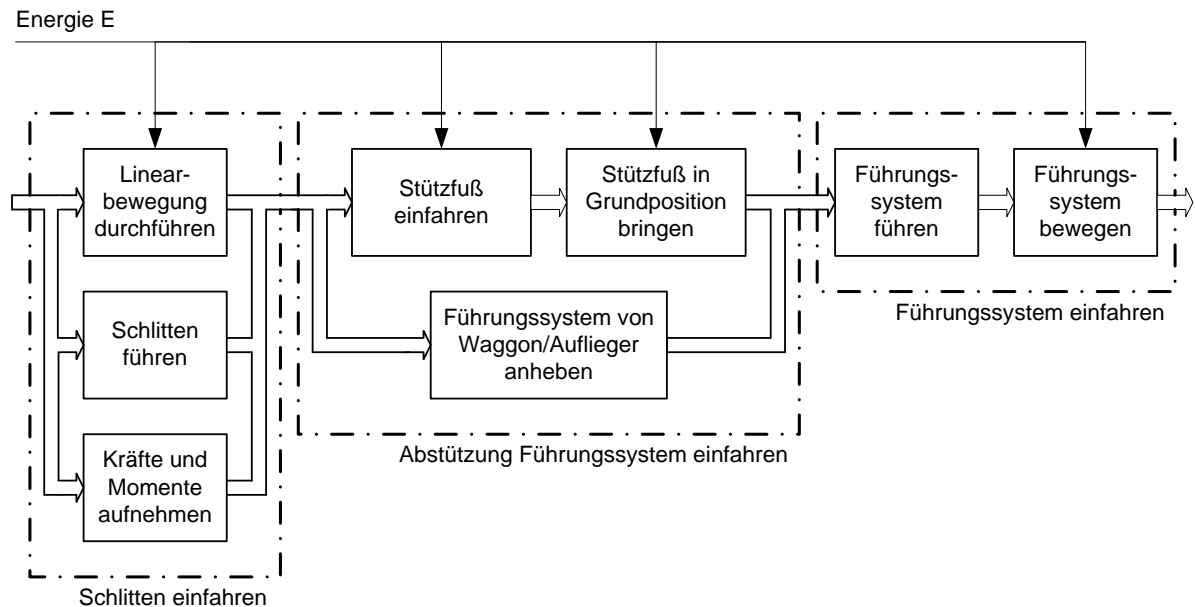 Energie E
Linear-
bewegung
durchführen
Schlitten
führen
Kräfte und
Momente
aufnehmen
Schlitten einfahren
Stützfuß
einfahren
Stützfuß in
Grundposition
bringen
Führungssystem von
Waggon/Auflieger
anheben
Abstützung Führungssystem einfahren
Führungs-
system
führen
Führungs-
system
bewegen
Führungssystem einfahren